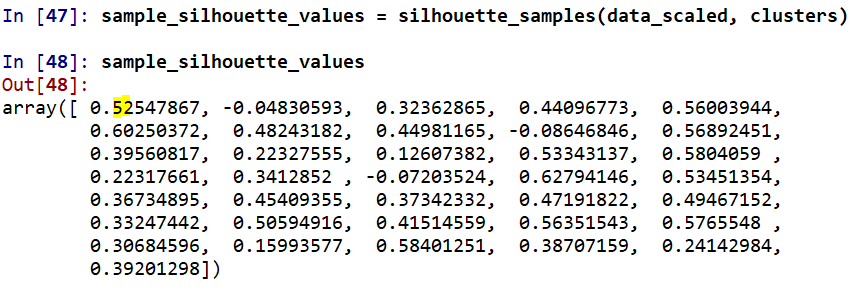 In [47]: sample_silhouette_values = silhouette_samples(data_scaled, clusters)
In [48]: sample_silhouette_values
Out[48]:
array([ 0.52547867, -0.04830593,  0.32362865,  0.44096773,  0.56003944,
        0.60250372,  0.48243182,  0.44981165, -0.08646846,  0.56892451,
        0.39560817,  0.22327555,  0.12607382,  0.53343137,  0.5804059 ,
        0.22317661,  0.3412852 , -0.07203524,  0.62794146,  0.53451354,
        0.36734895,  0.45409355,  0.37342332,  0.47191822,  0.49467152,
        0.33247442,  0.50594916,  0.41514559,  0.56351543,  0.5765548 ,
        0.30684596,  0.15993577,  0.58401251,  0.38707159,  0.24142984,
        0.39201298])